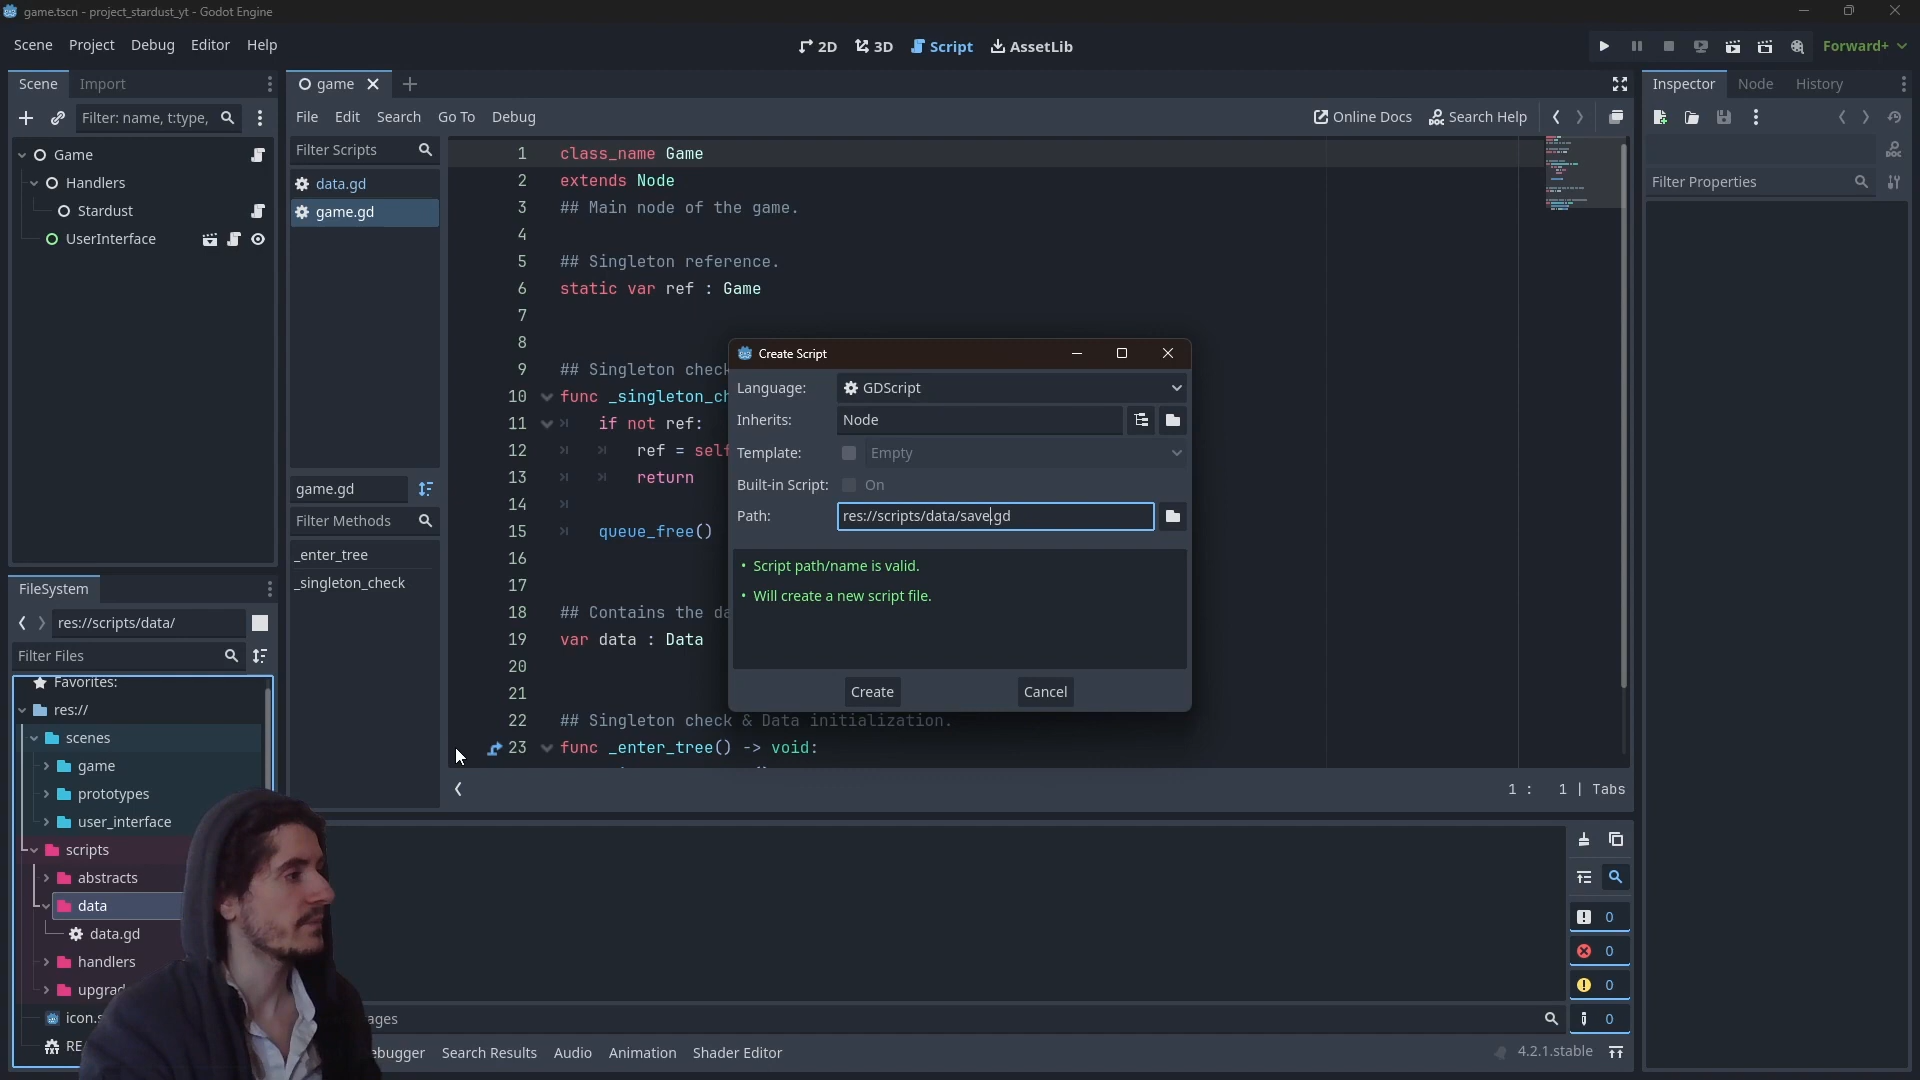 game.tscn - project_stardust_yt - Godot Engine
Scene Project Debug Editor Help
2D 3D Script AssetLib
Forward+
Scene Import
game
Inspector Node History
Filter: name, t:type,
File Edit Search Go To Debug
Online Docs Search Help
Game
Handlers
Stardust
UserInterface
Filter Scripts
data.gd
game.gd
Filter Properties
1 class_name Game
2 extends Node
3 ## Main node of the game.
4
5 ## Singleton reference.
6 static var ref : Game
7
8
9 ## Singleton check
10 func _singleton_ch
11 if not ref:
12 ref = self
13 return
14
15 queue_free()
16
17
18 ## Contains the da
19 var data : Data
20
21
22 ## Singleton check & Data initialization.
23 func _enter_tree() -> void:
Create Script
Language: GDScript
Inherits: Node
Template: Empty
Built-in Script: On
Path: res://scripts/data/save.gd
• Script path/name is valid.
• Will create a new script file.
Create Cancel
game.gd
Filter Methods
_enter_tree
_singleton_check
1 : 1 | Tabs
FileSystem
res://scripts/data/
Filter Files
Favorites:
res://
scenes
game
prototypes
user_interface
scripts
abstracts
data
data.gd
handlers
upgrad
icon.s
RE
0
0
0
0
ages
ebugger Search Results Audio Animation Shader Editor
4.2.1.stable